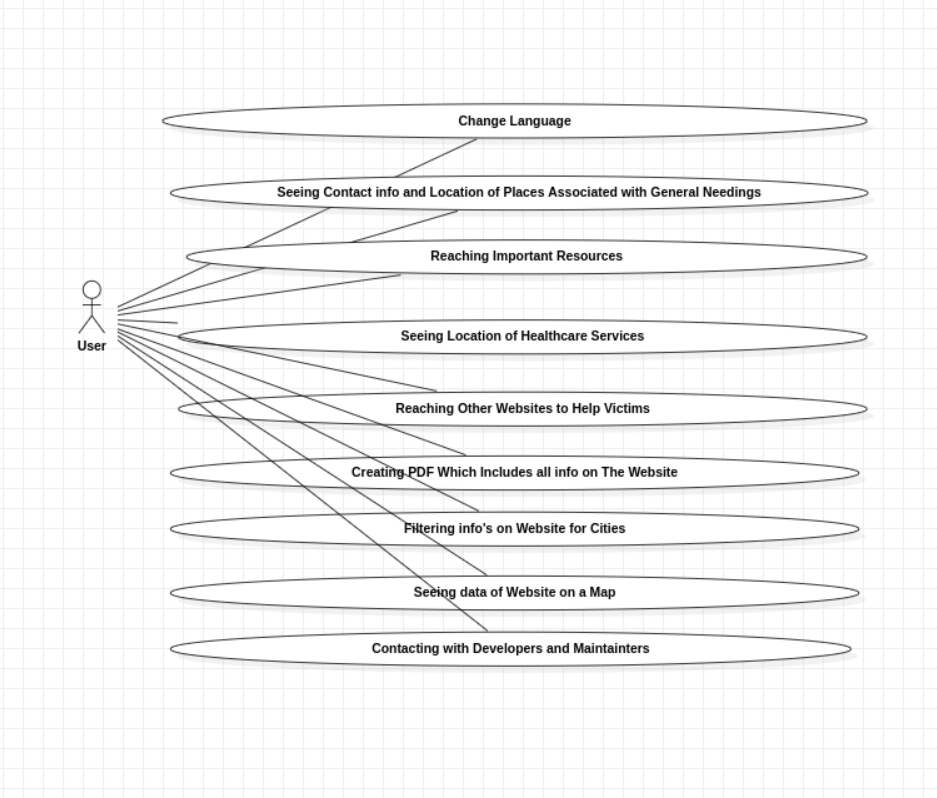 Change Language
Seeing Contact info and Location of Places Associated with General Needings
Reaching Important Resources
User
Seeing Location of Healthcare Services
Reaching Other Websites to Help Victims
Creating PDF Which Includes all info on The Website
Filtering info's on Website for Cities
Seeing data of Website on a Map
Contacting with Developers and Maintainters